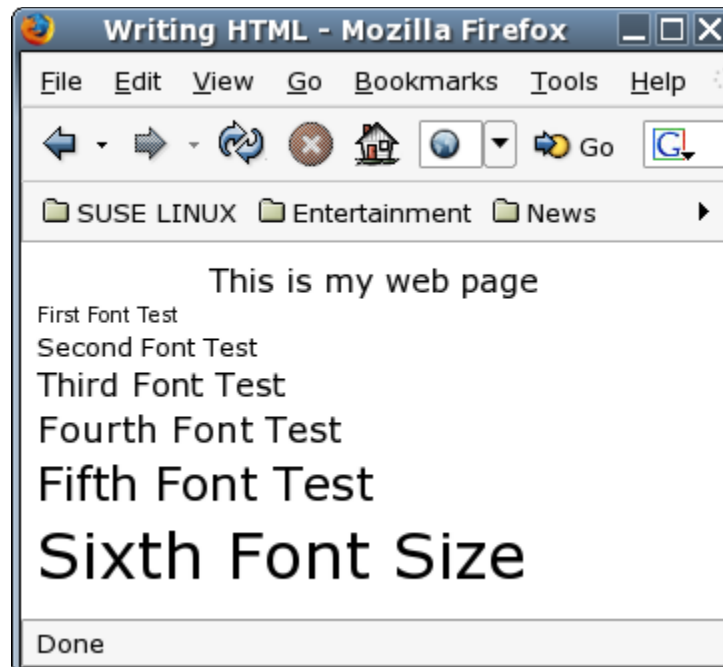 Writing HTML - Mozilla Firefox
File Edit View Go Bookmarks Tools Help
Go G
SUSE LINUX Entertainment News
This is my web page
First Font Test
Second Font Test
Third Font Test
Fourth Font Test
Fifth Font Test
Sixth Font Size
Done